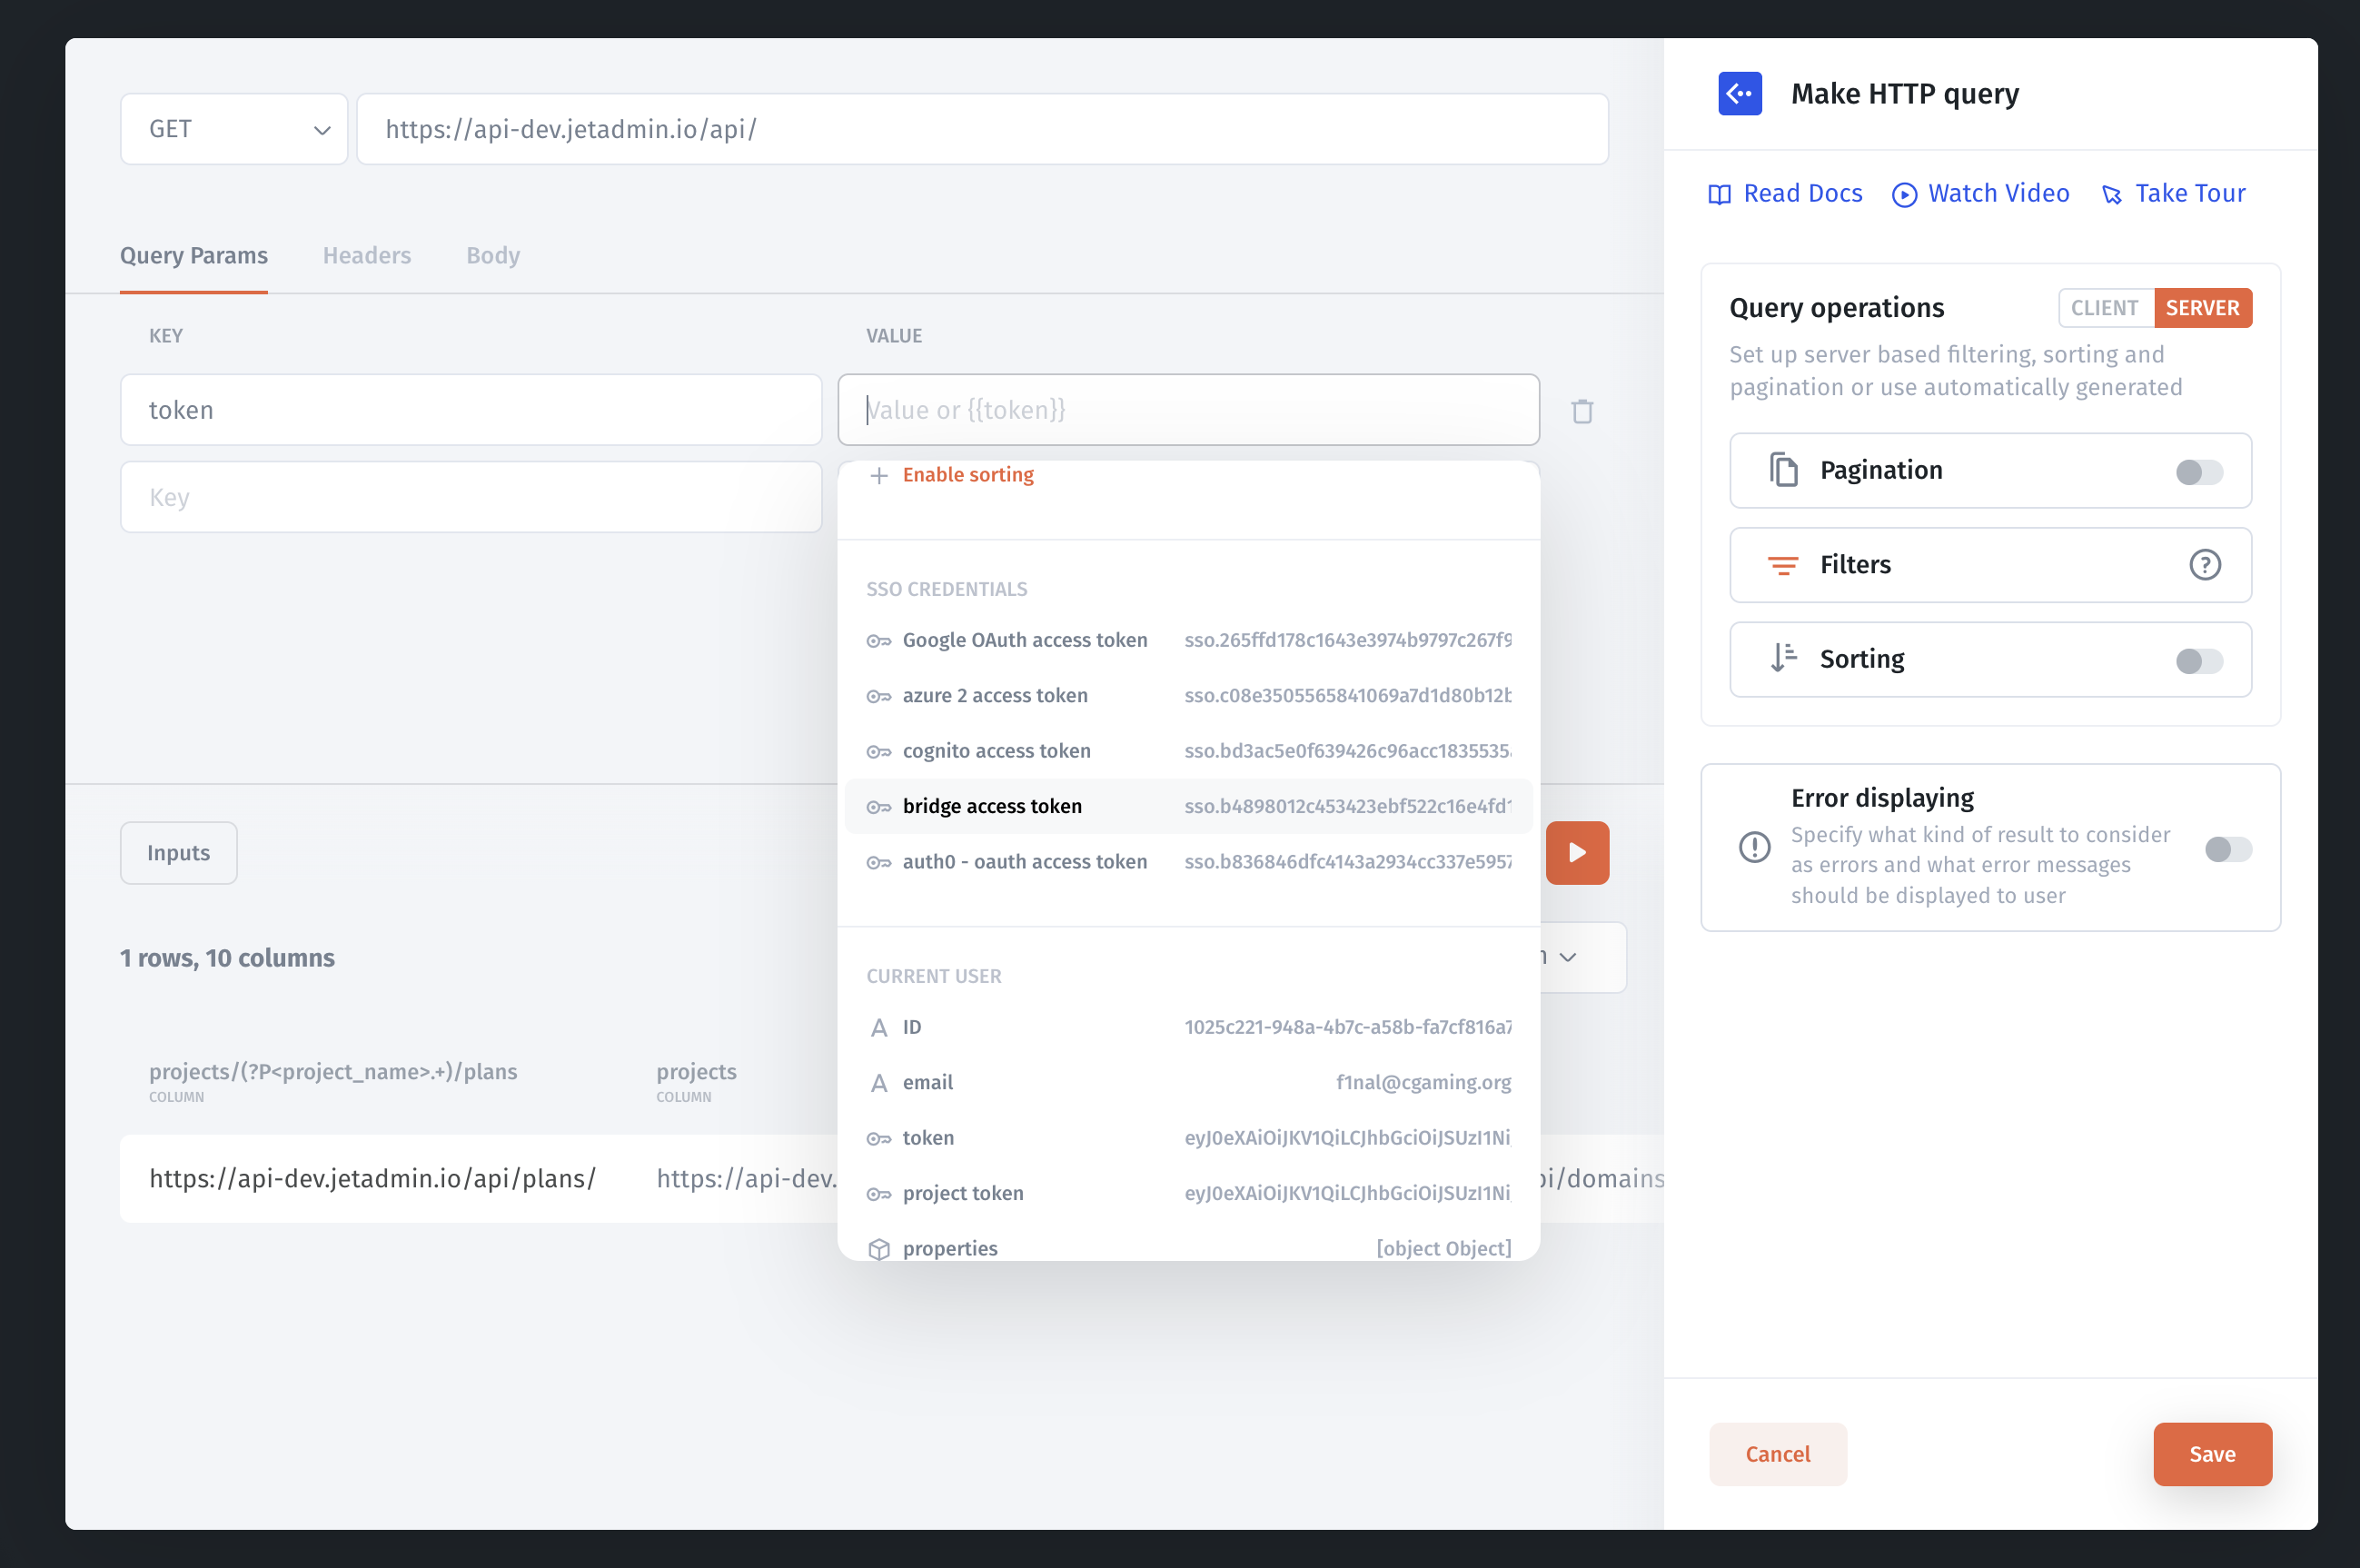 GET
https://api-dev.jetadmin.io/api/
Query Params
Headers
Body
KEY
VALUE
token
Value or {{token}}
Key
Enable sorting
SSO CREDENTIALS
Google OAuth access token
sso.265ffd178c1643e3974b9797c267f9
azure 2 access token
sso.c08e3505565841069a7d1d80b12b
cognito access token
sso.bd3ac5e0f639426c96acc1835535
bridge access token
sso.b4898012c453423ebf522c16e4fd1
auth0 - oauth access token
sso.b836846dfc4143a2934cc337e5957
CURRENT USER
ID
1025c221-948a-4b7c-a58b-fa7cf816a7
email
f1nal@cgaming.org
token
eyJ0eXAiOiJKV1QiLCJhbGciOiJSUzI1Ni
project token
eyJ0eXAiOiJKV1QiLCJhbGciOiJSUzI1Ni
properties
[object Object]
Inputs
1 rows, 10 columns
projects/(?P<project_name>.+)/plans
COLUMN
projects
COLUMN
https://api-dev.jetadmin.io/api/plans/
https://api-dev.
pi/domains
Make HTTP query
Read Docs
Watch Video
Take Tour
Query operations
CLIENT
SERVER
Set up server based filtering, sorting and
pagination or use automatically generated
Pagination
Filters
Sorting
Error displaying
Specify what kind of result to consider
as errors and what error messages
should be displayed to user
Cancel
Save